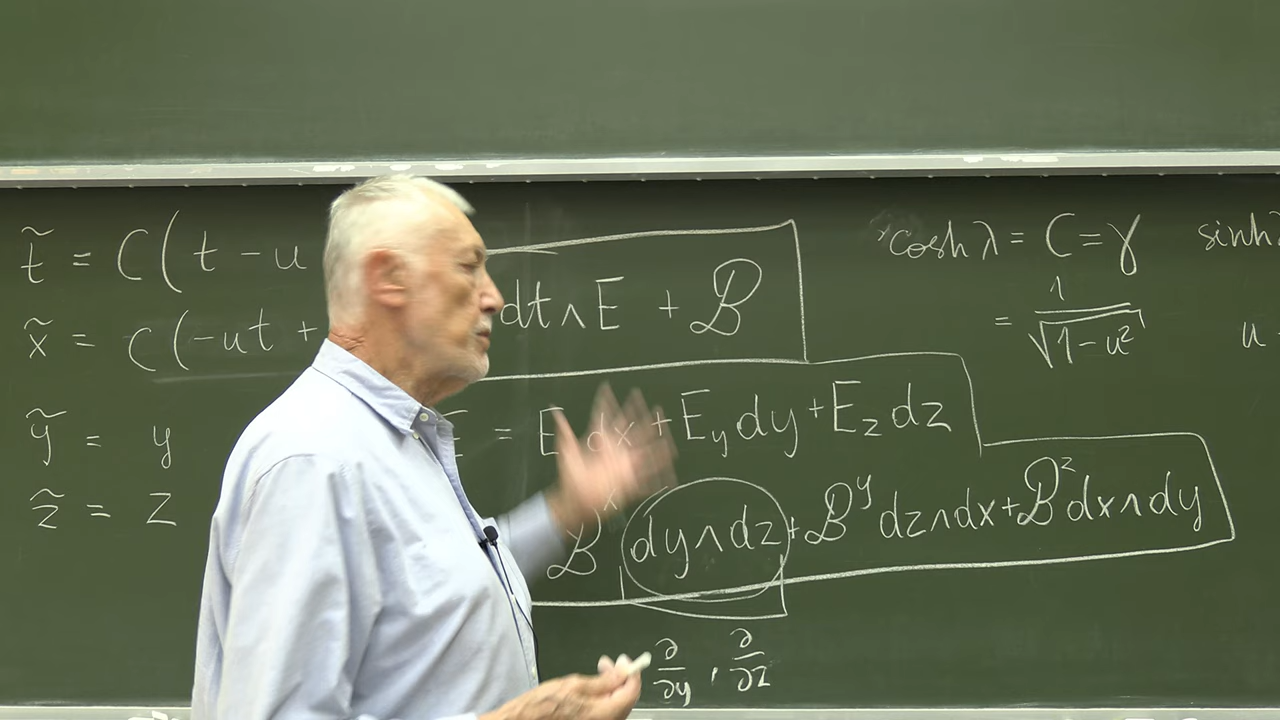 t̃ = C(t - u
x̃ = C(-ut +
ỹ = y
z̃ = z
dt∧E + ℬ
= E dx + E_y dy + E_z dz
ℬ^x dy∧dz + ℬ^y dz∧dx + ℬ^z dx∧dy
∂/∂y , ∂/∂z
cosh λ = C = γ sinh λ
= 1/√(1-u²) u